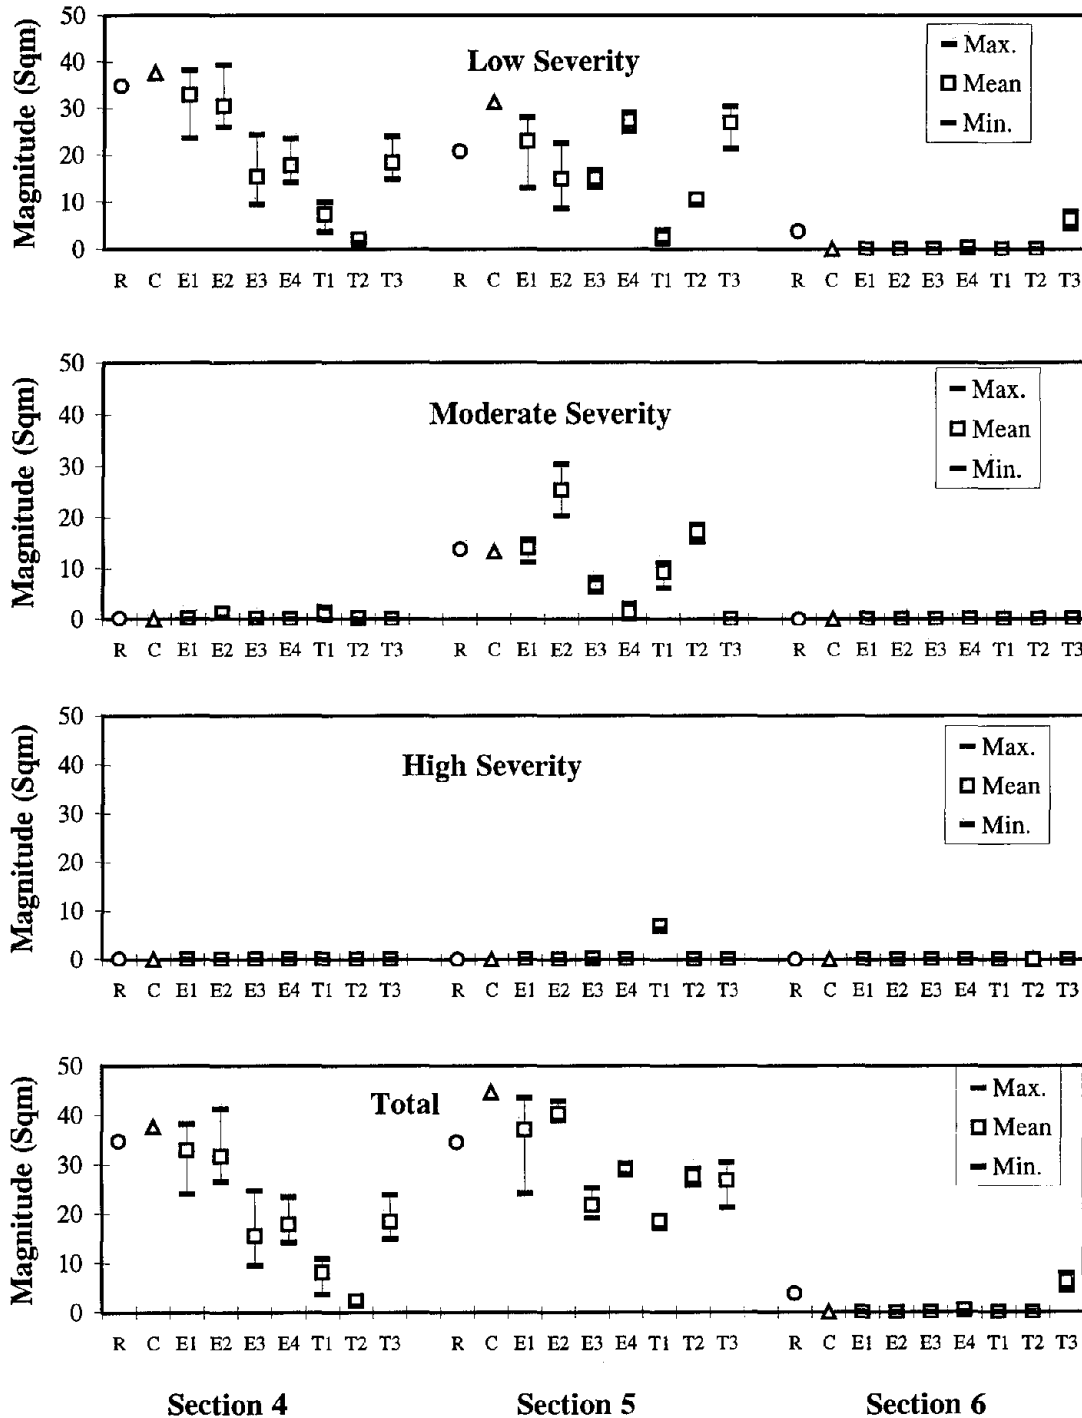 50
40
30
20
10
0
Magnitude (Sqm)
Low Severity
Max.
Mean
Min.
R C E1 E2 E3 E4 T1 T2 T3 R C E1 E2 E3 E4 T1 T2 T3 R C E1 E2 E3 E4 T1 T2 T3
50
40
30
20
10
0
Magnitude (Sqm)
Moderate Severity
Max.
Mean
Min.
R C E1 E2 E3 E4 T1 T2 T3 R C E1 E2 E3 E4 T1 T2 T3 R C E1 E2 E3 E4 T1 T2 T3
50
40
30
20
10
0
Magnitude (Sqm)
High Severity
Max.
Mean
Min.
R C E1 E2 E3 E4 T1 T2 T3 R C E1 E2 E3 E4 T1 T2 T3 R C E1 E2 E3 E4 T1 T2 T3
50
40
30
20
10
0
Magnitude (Sqm)
Total
Max.
Mean
Min.
R C E1 E2 E3 E4 T1 T2 T3 R C E1 E2 E3 E4 T1 T2 T3 R C E1 E2 E3 E4 T1 T2 T3
Section 4 Section 5 Section 6